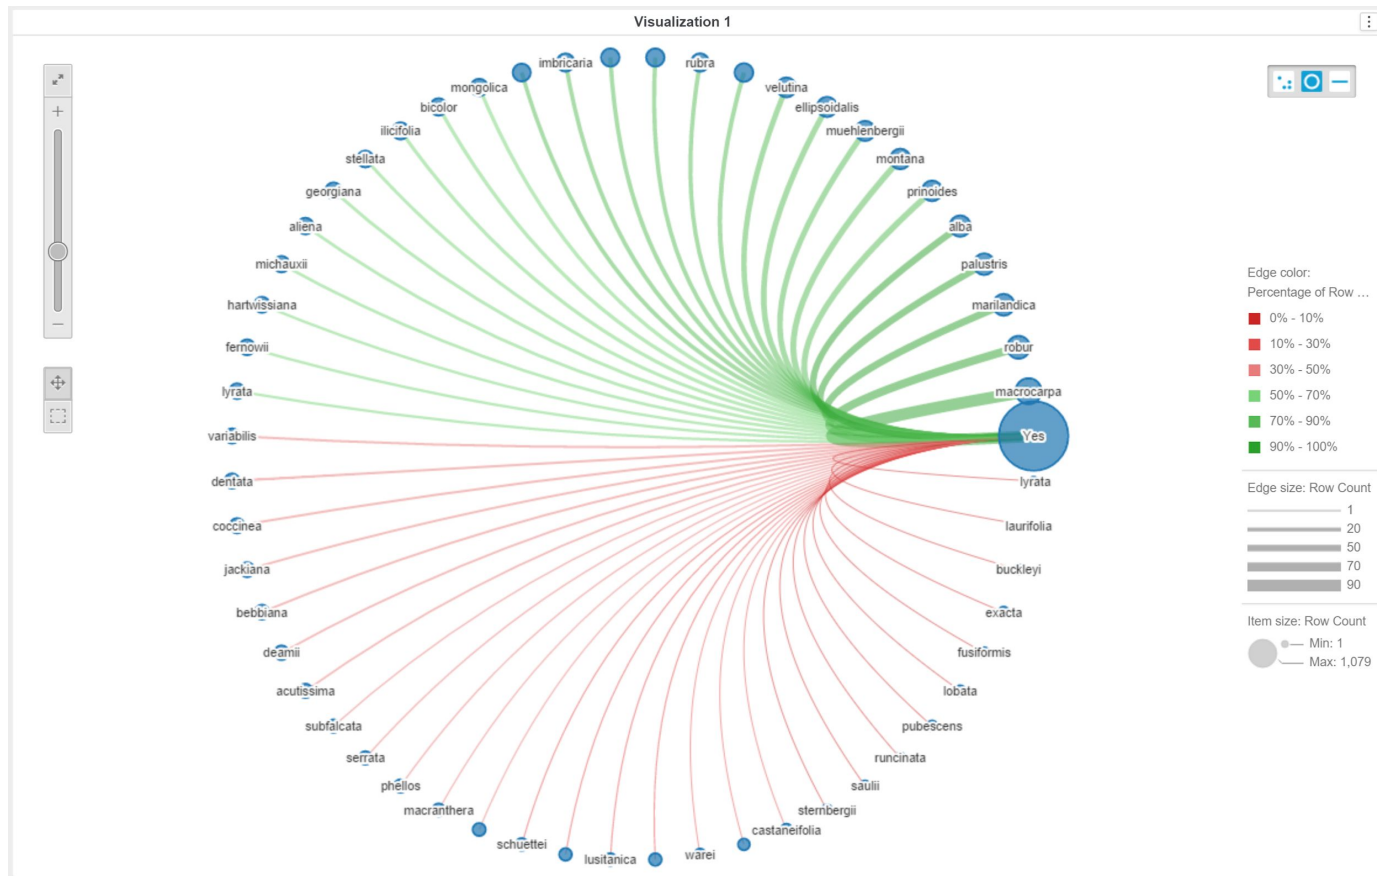 Visualization 1
imbricaria
rubra
mongolica
velutina
bicolor
ellipsoidalis
ilicifolia
muehlenbergii
stellata
montana
georgiana
prinoides
aliena
alba
michauxii
palustris
hartwissiana
marilandica
fernowii
robur
lyrata
macrocarpa
variabilis
Yes
dentata
lyrata
coccinea
laurifolia
jackiana
buckleyi
bebbiana
exacta
deamii
fusiformis
acutissima
lobata
subfalcata
pubescens
serrata
runcinata
phellos
saulii
macranthera
sternbergii
schuettei
castaneifolia
lusitanica
warei
Edge color:
Percentage of Row ...
0% - 10%
10% - 30%
30% - 50%
50% - 70%
70% - 90%
90% - 100%
Edge size: Row Count
1
20
50
70
90
Item size: Row Count
Min: 1
Max: 1,079